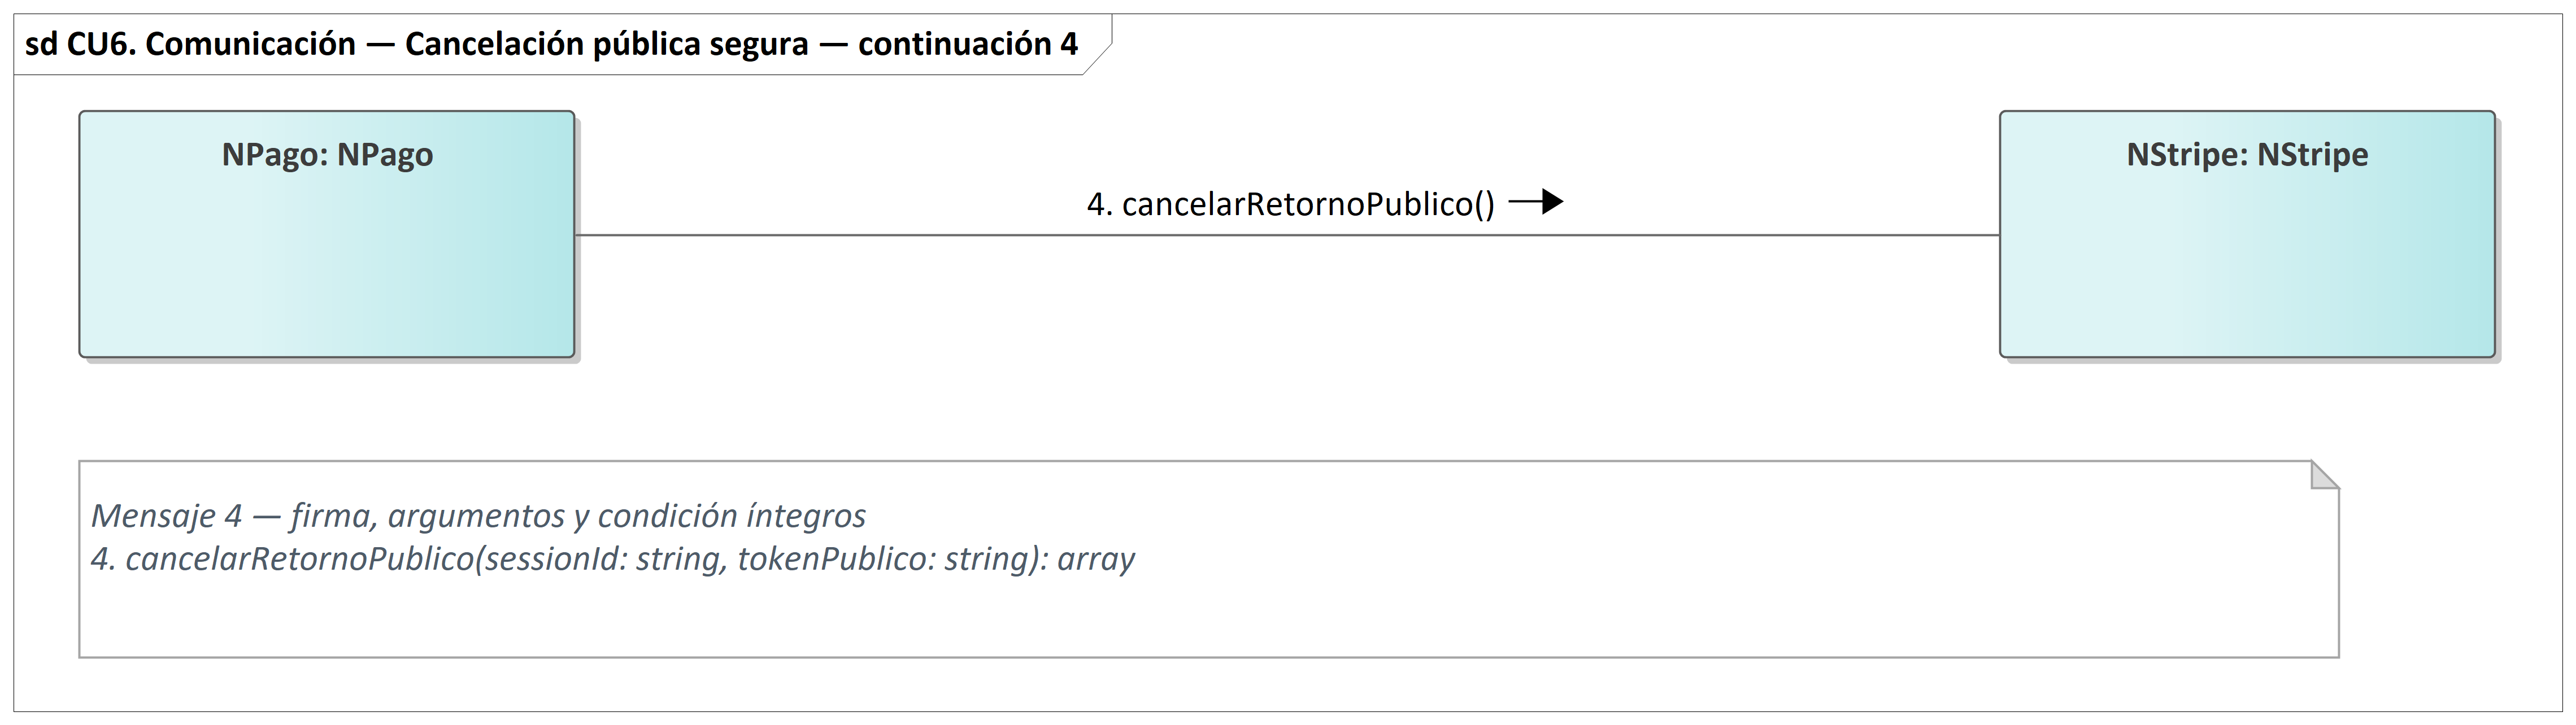 sd CU6. Comunicación — Cancelación pública segura — continuación 4
NPago: NPago
NStripe: NStripe
4. cancelarRetornoPublico()
Mensaje 4 — firma, argumentos y condición íntegros
4. cancelarRetornoPublico(sessionId: string, tokenPublico: string): array